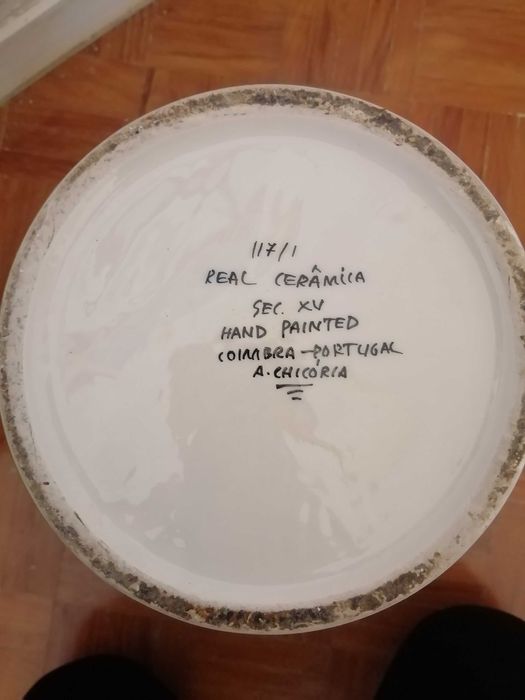 117/1
REAL CERÂMICA
SEC. XV
HAND PAINTED
COIMBRA-PORTUGAL
A. CHICÓRIA